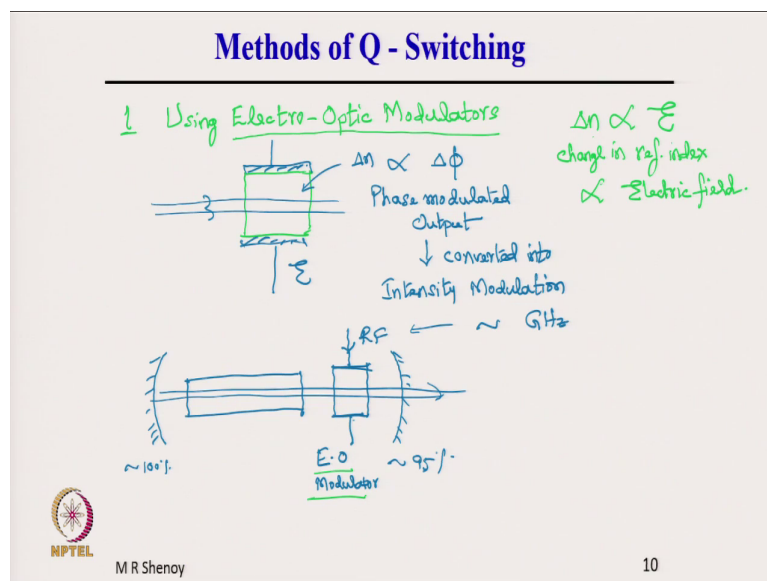 Methods of Q - Switching
1 Using Electro-Optic Modulators
Δn ∝ ℰ
change in ref. index
∝ Electric field.
Δn ∝ Δϕ
Phase modulated
Output
↓ converted into
Intensity Modulation
ℰ
RF ← ~ GHz
~100%
E.O
Modulator
~95%
NPTEL
M R Shenoy
10